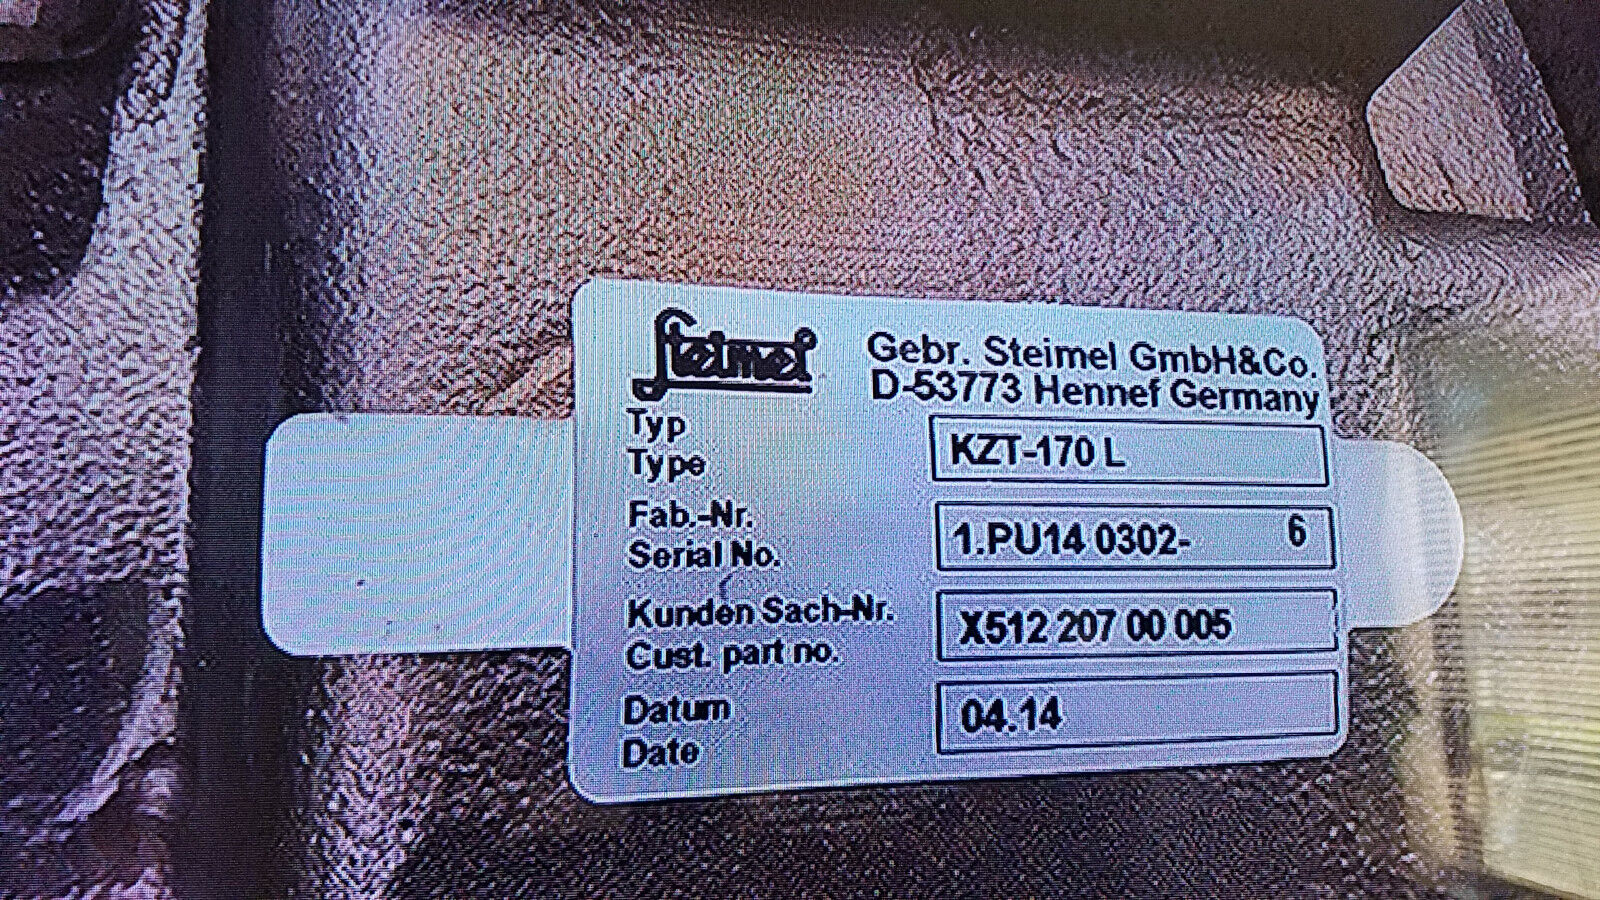 Steimel
Gebr. Steimel GmbH&Co.
D-53773 Hennef Germany
Typ
Type
KZT-170 L
Fab.-Nr.
Serial No.
1.PU14 0302- 6
Kunden Sach-Nr.
Cust. part no.
X512 207 00 005
Datum
Date
04.14